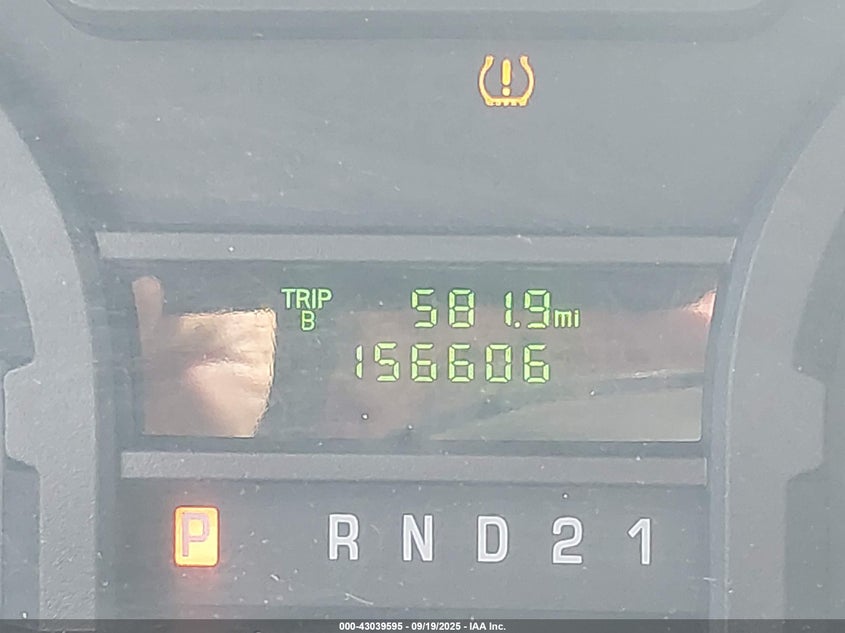 TRIP 581.9mi
B
156606
P R N D 2 1
000-43039595 - 09/19/2025 - IAA Inc.